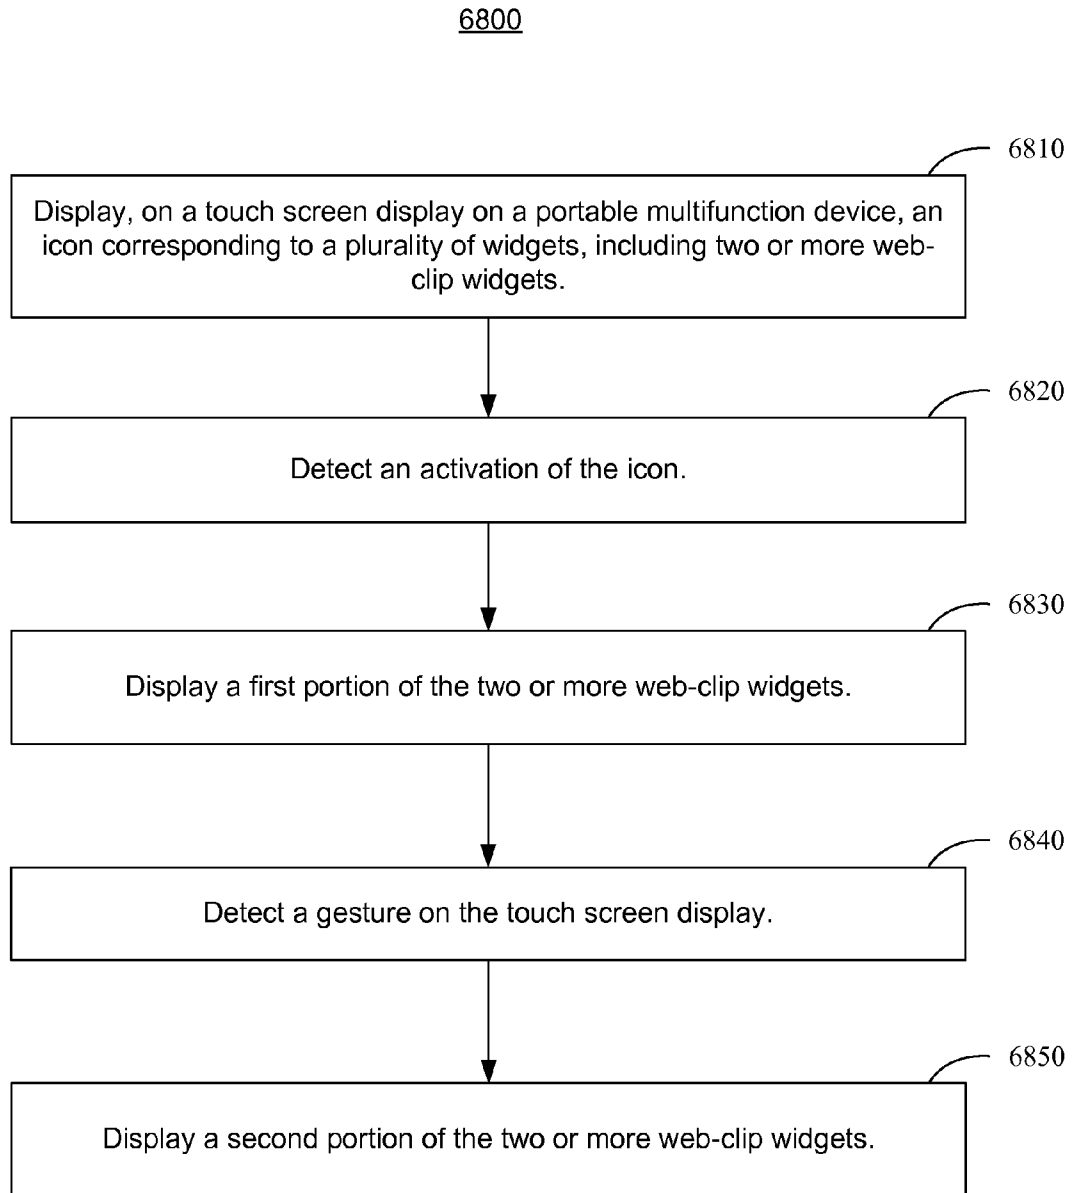 6800
6810
Display, on a touch screen display on a portable multifunction device, an
icon corresponding to a plurality of widgets, including two or more web-
clip widgets.
6820
Detect an activation of the icon.
6830
Display a first portion of the two or more web-clip widgets.
6840
Detect a gesture on the touch screen display.
6850
Display a second portion of the two or more web-clip widgets.